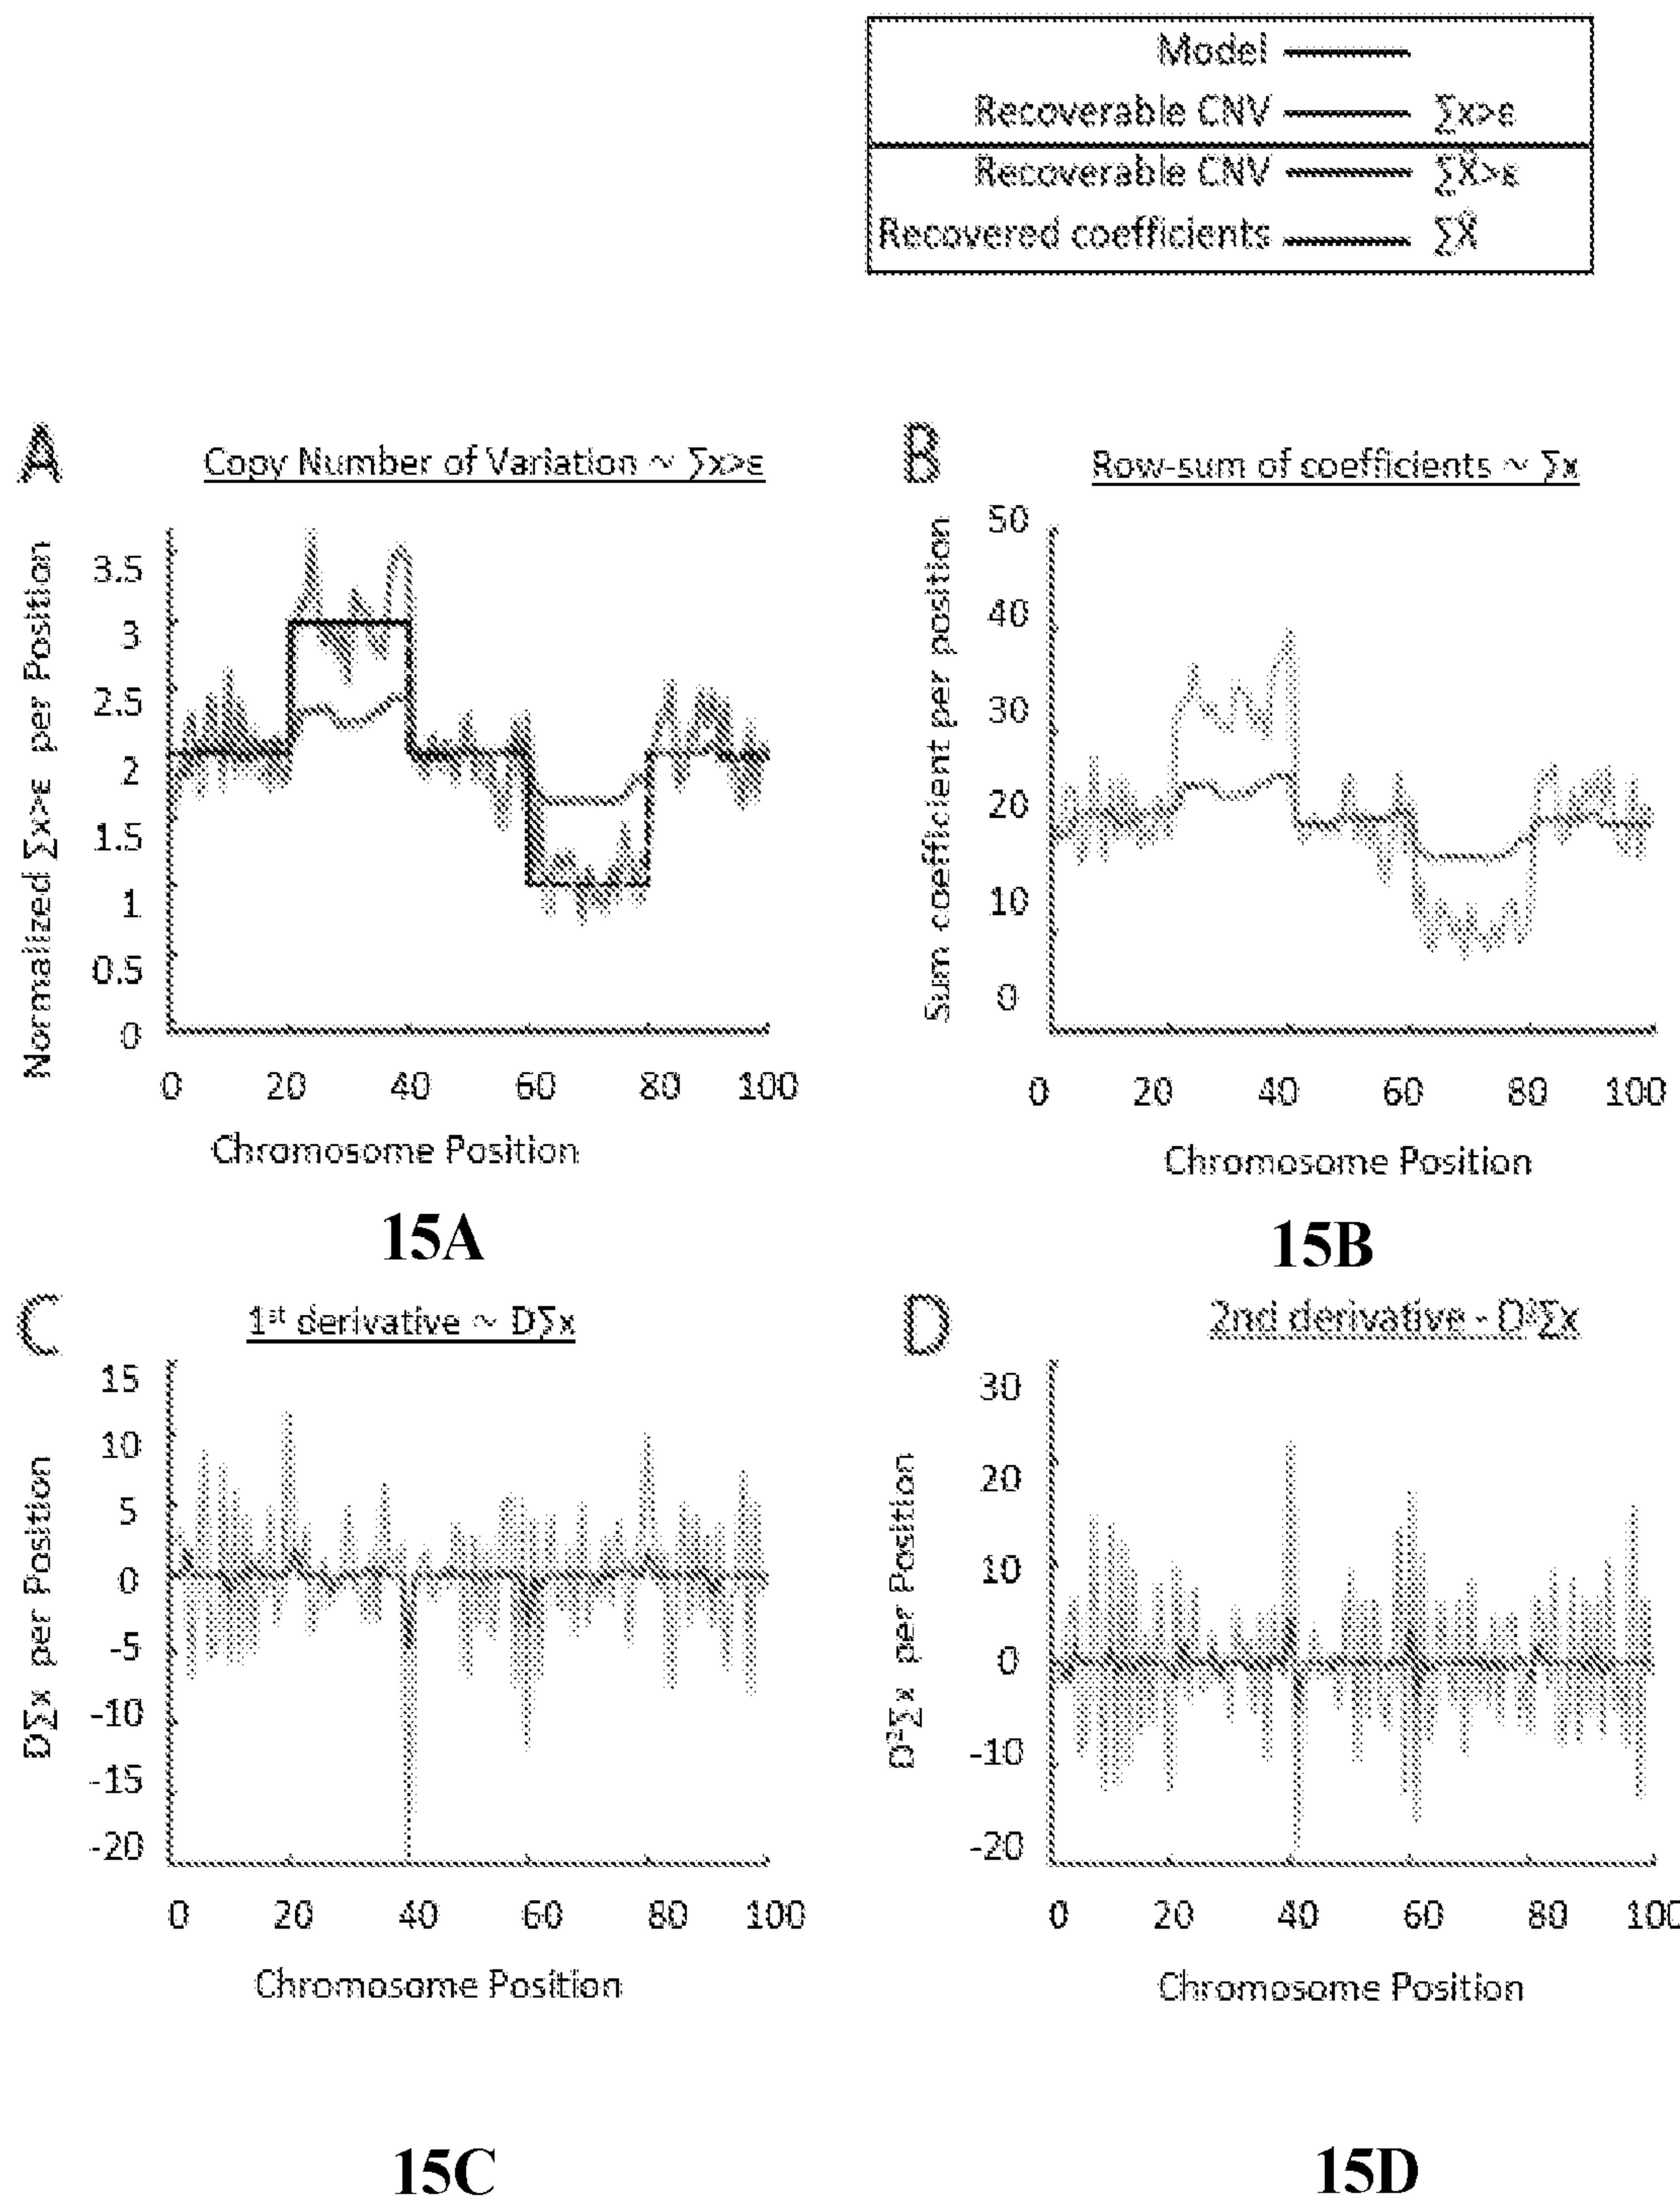 Model
Recoverable CNV ∑x>ε
Recoverable CNV ∑X̂>ε
Recovered coefficients ∑X̂
A
Copy Number of Variation ~ ∑x>ε
Normalized ∑x>ε per Position
3.5
3
2.5
2
1.5
1
0.5
0
0 20 40 60 80 100
Chromosome Position
15A
B
Row-sum of coefficients ~ ∑x
Sum coefficient per position
50
40
30
20
10
0
0 20 40 60 80 100
Chromosome Position
15B
C
1st derivative ~ D∑x
D∑x per Position
15
10
5
0
-5
-10
-15
-20
0 20 40 60 80 100
Chromosome Position
15C
D
2nd derivative - D²∑x
D²∑x per Position
30
20
10
0
-10
-20
0 20 40 60 80 100
Chromosome Position
15D